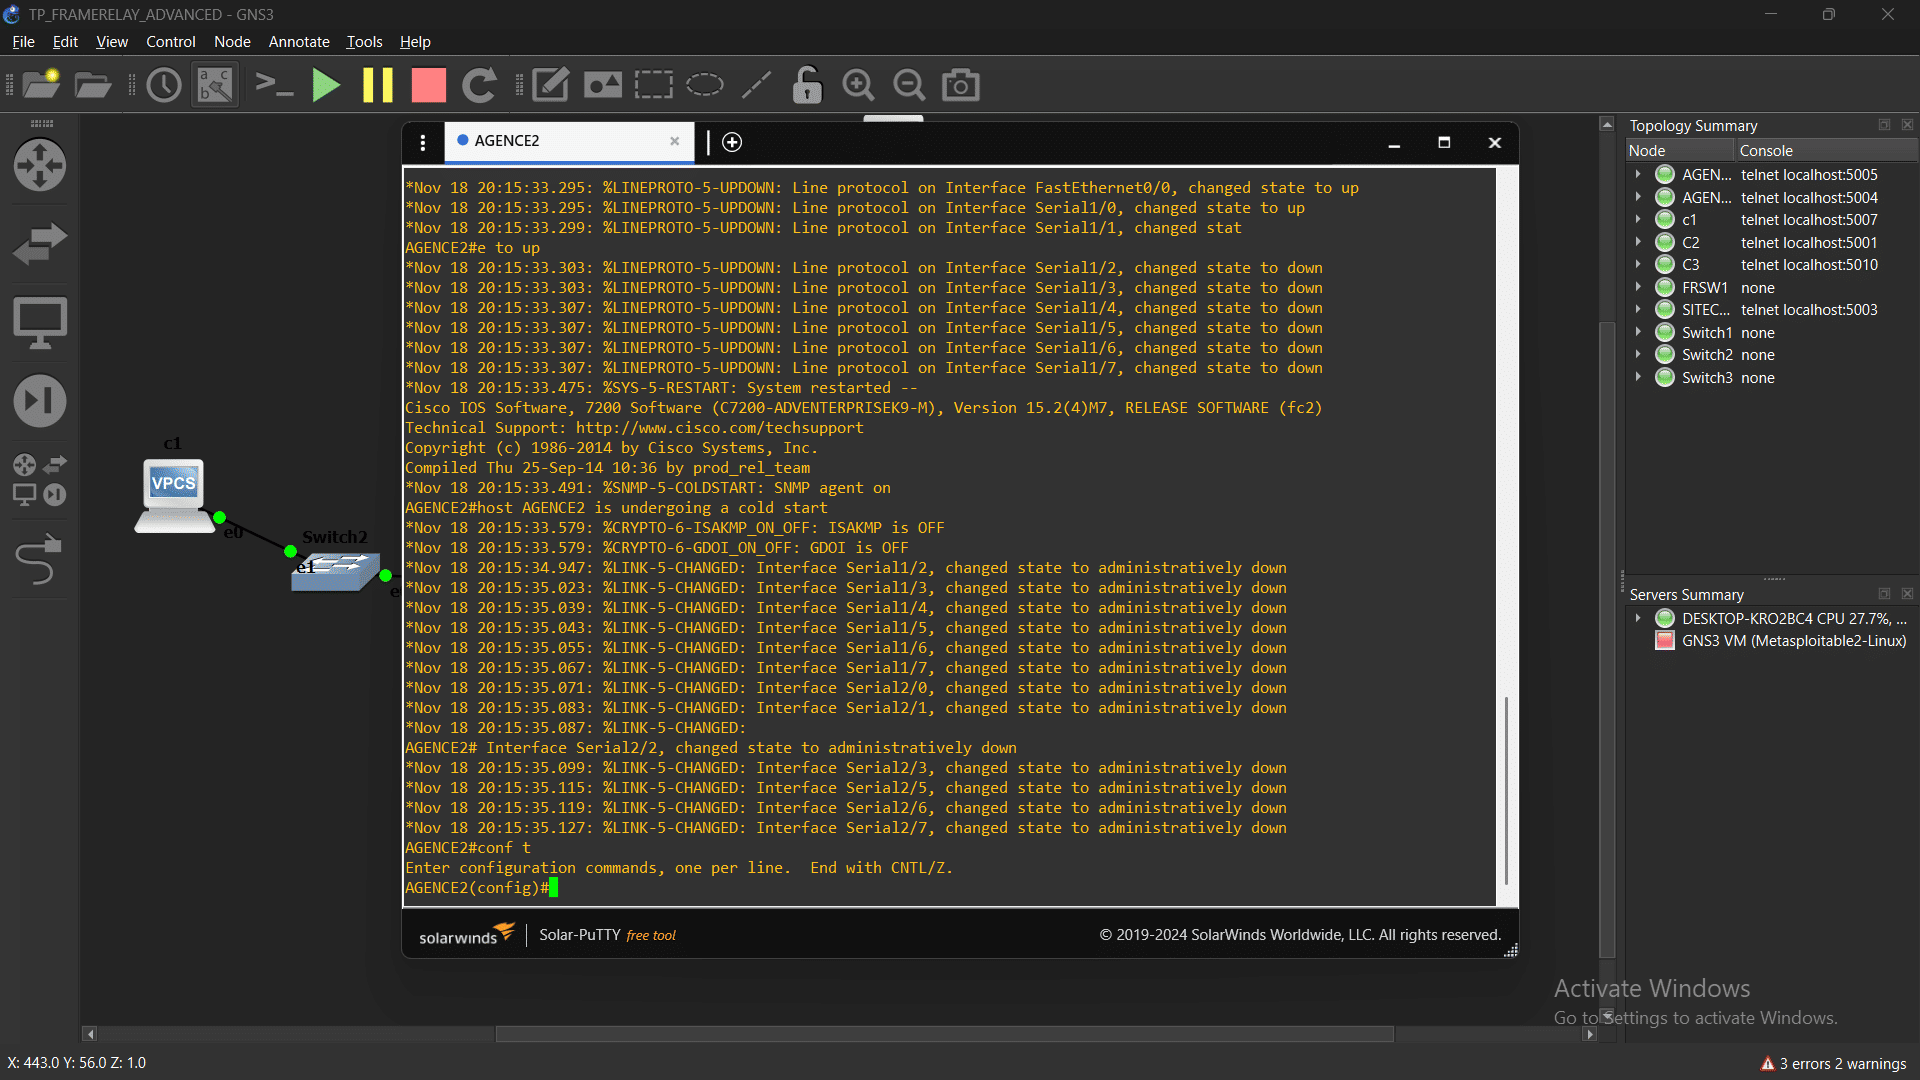 TP_FRAMERELAY_ADVANCED - GNS3
File Edit View Control Node Annotate Tools Help
AGENCE2
*Nov 18 20:15:33.295: %LINEPROTO-5-UPDOWN: Line protocol on Interface FastEthernet0/0, changed state to up
*Nov 18 20:15:33.295: %LINEPROTO-5-UPDOWN: Line protocol on Interface Serial1/0, changed state to up
*Nov 18 20:15:33.299: %LINEPROTO-5-UPDOWN: Line protocol on Interface Serial1/1, changed stat
AGENCE2#e to up
*Nov 18 20:15:33.303: %LINEPROTO-5-UPDOWN: Line protocol on Interface Serial1/2, changed state to down
*Nov 18 20:15:33.303: %LINEPROTO-5-UPDOWN: Line protocol on Interface Serial1/3, changed state to down
*Nov 18 20:15:33.307: %LINEPROTO-5-UPDOWN: Line protocol on Interface Serial1/4, changed state to down
*Nov 18 20:15:33.307: %LINEPROTO-5-UPDOWN: Line protocol on Interface Serial1/5, changed state to down
*Nov 18 20:15:33.307: %LINEPROTO-5-UPDOWN: Line protocol on Interface Serial1/6, changed state to down
*Nov 18 20:15:33.307: %LINEPROTO-5-UPDOWN: Line protocol on Interface Serial1/7, changed state to down
*Nov 18 20:15:33.475: %SYS-5-RESTART: System restarted --
Cisco IOS Software, 7200 Software (C7200-ADVENTERPRISEK9-M), Version 15.2(4)M7, RELEASE SOFTWARE (fc2)
Technical Support: http://www.cisco.com/techsupport
Copyright (c) 1986-2014 by Cisco Systems, Inc.
Compiled Thu 25-Sep-14 10:36 by prod_rel_team
*Nov 18 20:15:33.491: %SNMP-5-COLDSTART: SNMP agent on
AGENCE2#host AGENCE2 is undergoing a cold start
*Nov 18 20:15:33.579: %CRYPTO-6-ISAKMP_ON_OFF: ISAKMP is OFF
*Nov 18 20:15:33.579: %CRYPTO-6-GDOI_ON_OFF: GDOI is OFF
*Nov 18 20:15:34.947: %LINK-5-CHANGED: Interface Serial1/2, changed state to administratively down
*Nov 18 20:15:35.023: %LINK-5-CHANGED: Interface Serial1/3, changed state to administratively down
*Nov 18 20:15:35.039: %LINK-5-CHANGED: Interface Serial1/4, changed state to administratively down
*Nov 18 20:15:35.043: %LINK-5-CHANGED: Interface Serial1/5, changed state to administratively down
*Nov 18 20:15:35.055: %LINK-5-CHANGED: Interface Serial1/6, changed state to administratively down
*Nov 18 20:15:35.067: %LINK-5-CHANGED: Interface Serial1/7, changed state to administratively down
*Nov 18 20:15:35.071: %LINK-5-CHANGED: Interface Serial2/0, changed state to administratively down
*Nov 18 20:15:35.083: %LINK-5-CHANGED: Interface Serial2/1, changed state to administratively down
*Nov 18 20:15:35.087: %LINK-5-CHANGED:
AGENCE2# Interface Serial2/2, changed state to administratively down
*Nov 18 20:15:35.099: %LINK-5-CHANGED: Interface Serial2/3, changed state to administratively down
*Nov 18 20:15:35.115: %LINK-5-CHANGED: Interface Serial2/5, changed state to administratively down
*Nov 18 20:15:35.119: %LINK-5-CHANGED: Interface Serial2/6, changed state to administratively down
*Nov 18 20:15:35.127: %LINK-5-CHANGED: Interface Serial2/7, changed state to administratively down
AGENCE2#conf t
Enter configuration commands, one per line.  End with CNTL/Z.
AGENCE2(config)#
solarwinds Solar-PuTTY free tool © 2019-2024 SolarWinds Worldwide, LLC. All rights reserved.
c1
VPCS
e0
Switch2
e1
Topology Summary
Node Console
AGEN... telnet localhost:5005
AGEN... telnet localhost:5004
c1 telnet localhost:5007
C2 telnet localhost:5001
C3 telnet localhost:5010
FRSW1 none
SITEC... telnet localhost:5003
Switch1 none
Switch2 none
Switch3 none
Servers Summary
DESKTOP-KRO2BC4 CPU 27.7%, ...
GNS3 VM (Metasploitable2-Linux)
Activate Windows
Go to Settings to activate Windows.
X: 443.0 Y: 56.0 Z: 1.0
3 errors 2 warnings